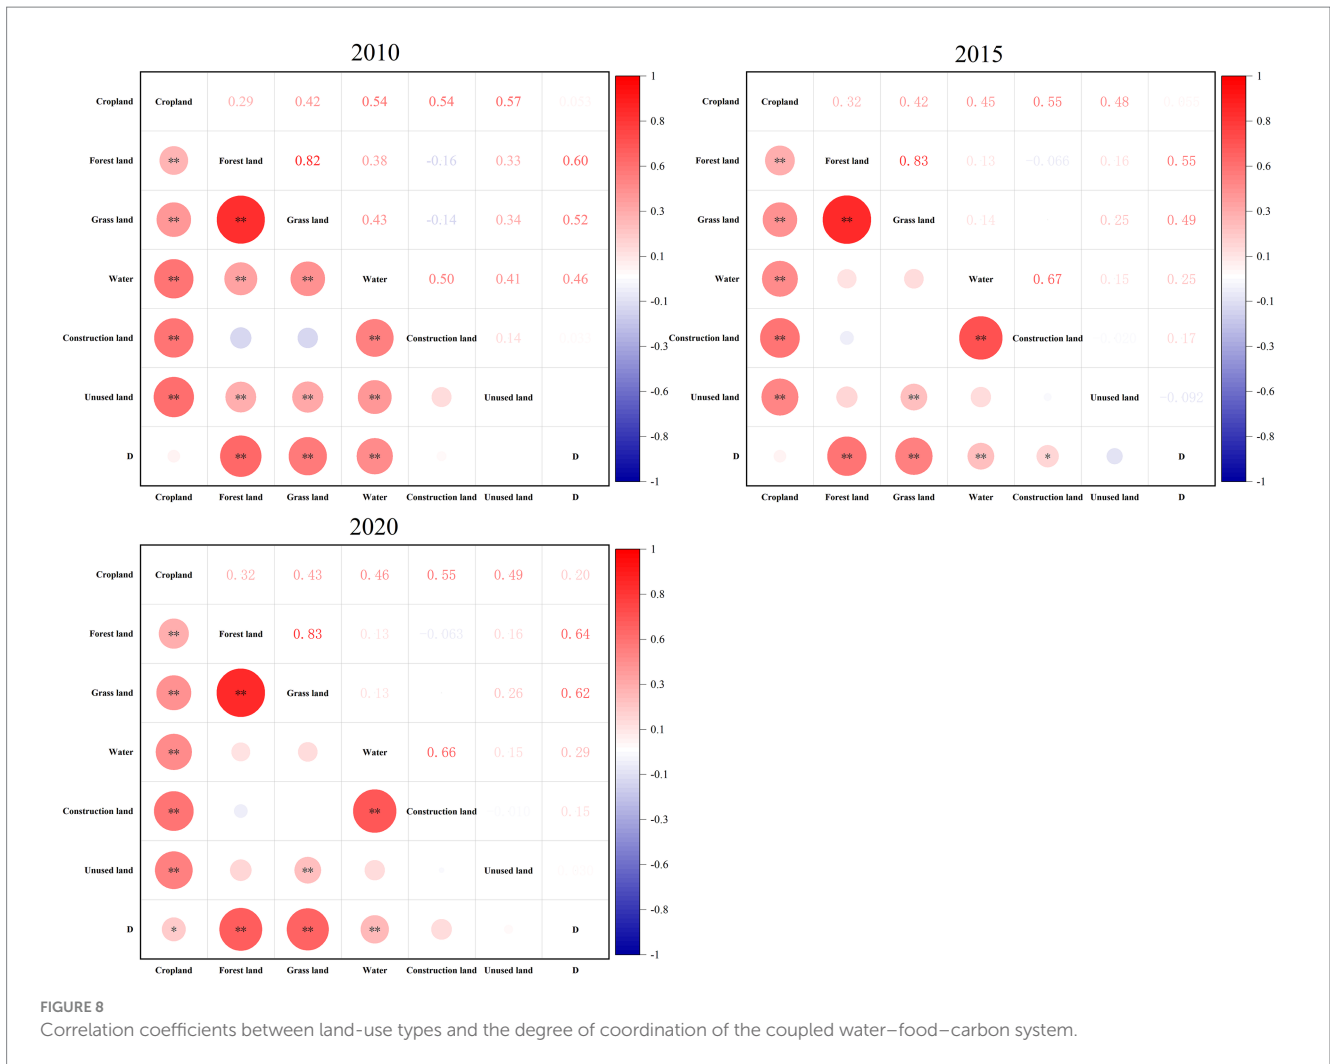 2010
Cropland Cropland 0.29 0.42 0.54 0.54 0.57 0.053
Forest land ** Forest land 0.82 0.38 -0.16 0.33 0.60
Grass land ** ** Grass land 0.43 -0.14 0.34 0.52
Water ** ** ** Water 0.50 0.41 0.46
Construction land ** ** Construction land 0.14
Unused land ** ** ** ** Unused land
D ** ** ** D
Cropland Forest land Grass land Water Construction land Unused land D
1
0.8
0.6
0.3
0.1
-0.1
-0.3
-0.6
-0.8
-1
2015
Cropland Cropland 0.32 0.42 0.45 0.55 0.48
Forest land ** Forest land 0.83 0.13 -0.066 0.16 0.55
Grass land ** ** Grass land 0.14 0.25 0.49
Water ** Water 0.67 0.15 0.25
Construction land ** ** Construction land 0.17
Unused land ** ** Unused land -0.092
D ** ** ** * D
Cropland Forest land Grass land Water Construction land Unused land D
1
0.8
0.6
0.3
0.1
-0.1
-0.3
-0.6
-0.8
-1
2020
Cropland Cropland 0.32 0.43 0.46 0.55 0.49 0.20
Forest land ** Forest land 0.83 0.13 -0.063 0.16 0.64
Grass land ** ** Grass land 0.13 0.26 0.62
Water ** Water 0.66 0.15 0.29
Construction land ** ** Construction land 0.15
Unused land ** ** Unused land
D * ** ** ** D
Cropland Forest land Grass land Water Construction land Unused land D
1
0.8
0.6
0.3
0.1
-0.1
-0.3
-0.6
-0.8
-1
FIGURE 8
Correlation coefficients between land-use types and the degree of coordination of the coupled water–food–carbon system.